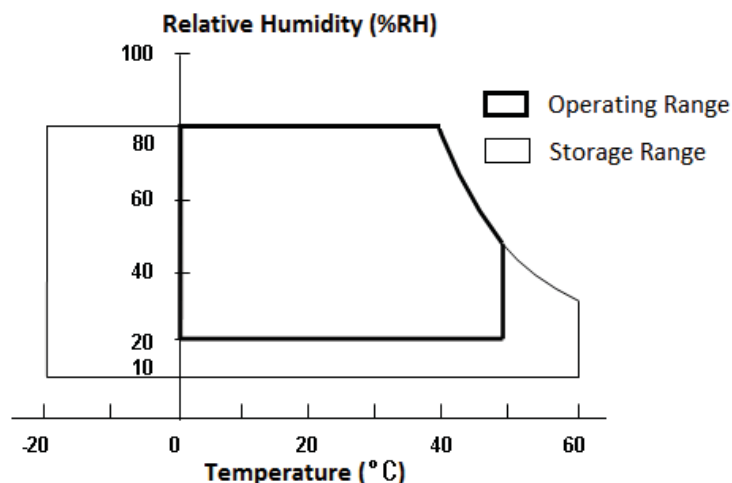 Relative Humidity (%RH)
100
80
60
40
20
10
Operating Range
Storage Range
-20 0 20 40 60
Temperature (°C)